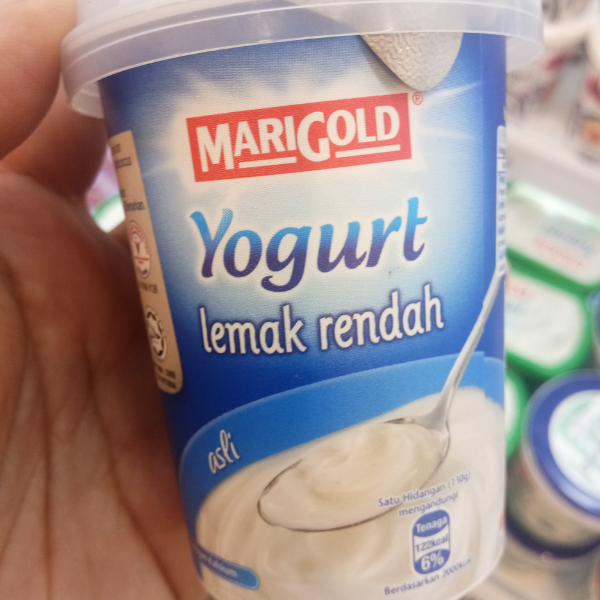 MARIGOLD®
Yogurt
lemak rendah
asli
Satu Hidangan (130g)
mengandungi
Tenaga
122kcal
6%
Berdasarkan 2000kcal